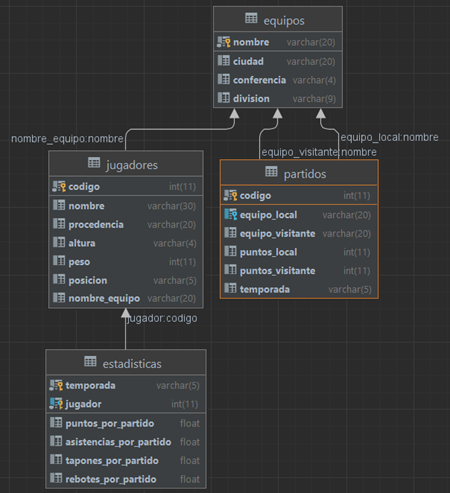 equipos
nombre varchar(20)
ciudad varchar(20)
conferencia varchar(4)
division varchar(9)
nombre_equipo:nombre
equipo_local:nombre
equipo_visitante:nombre
jugadores
codigo int(11)
nombre varchar(30)
procedencia varchar(20)
altura varchar(4)
peso int(11)
posicion varchar(5)
nombre_equipo varchar(20)
partidos
codigo int(11)
equipo_local varchar(20)
equipo_visitante varchar(20)
puntos_local int(11)
puntos_visitante int(11)
temporada varchar(5)
jugador:codigo
estadisticas
temporada varchar(5)
jugador int(11)
puntos_por_partido float
asistencias_por_partido float
tapones_por_partido float
rebotes_por_partido float